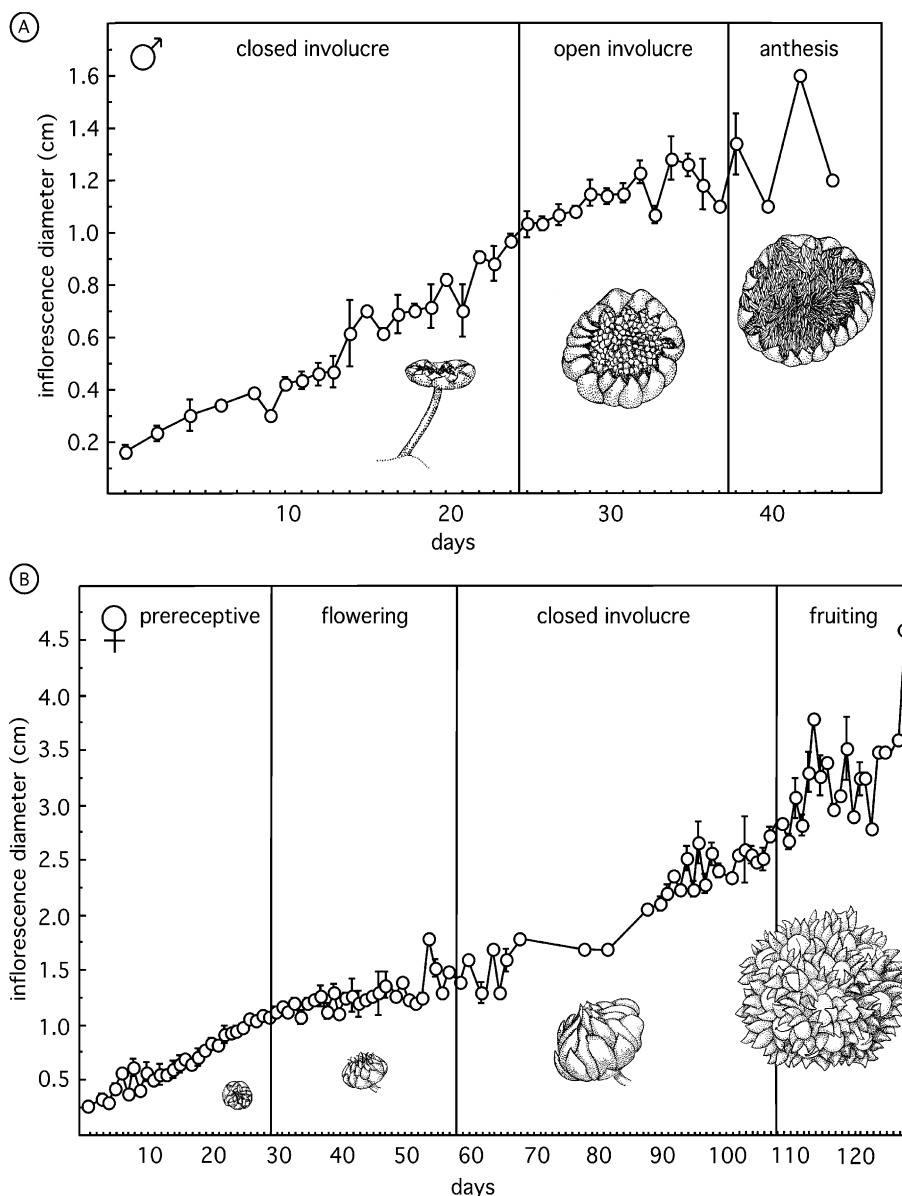 A
♂
closed involucre
open involucre
anthesis
inflorescence diameter (cm)
1.6
1.4
1.2
1.0
0.8
0.6
0.4
0.2
10 20 30 40
days
B
♀
prereceptive
flowering
closed involucre
fruiting
inflorescence diameter (cm)
4.5
4.0
3.5
3.0
2.5
2.0
1.5
1.0
0.5
10 20 30 40 50 60 70 80 90 100 110 120
days